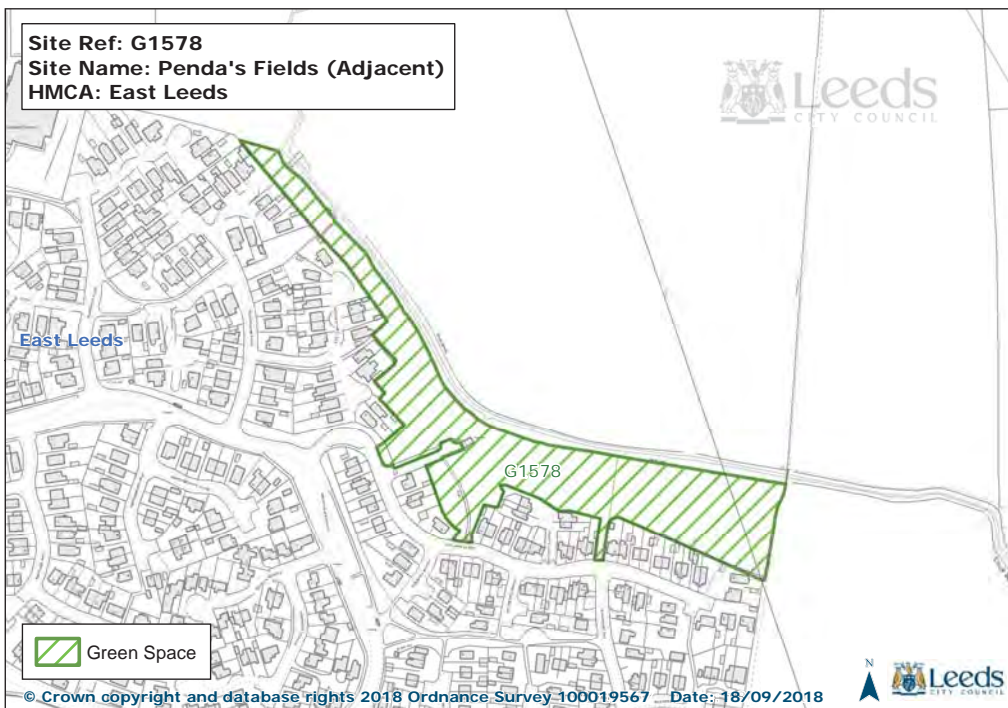 Site Ref: G1578
Site Name: Penda's Fields (Adjacent)
HMCA: East Leeds
Leeds
CITY COUNCIL
East Leeds
G1578
Green Space
© Crown copyright and database rights 2018 Ordnance Survey 100019567 Date: 18/09/2018
N
Leeds
CITY COUNCIL